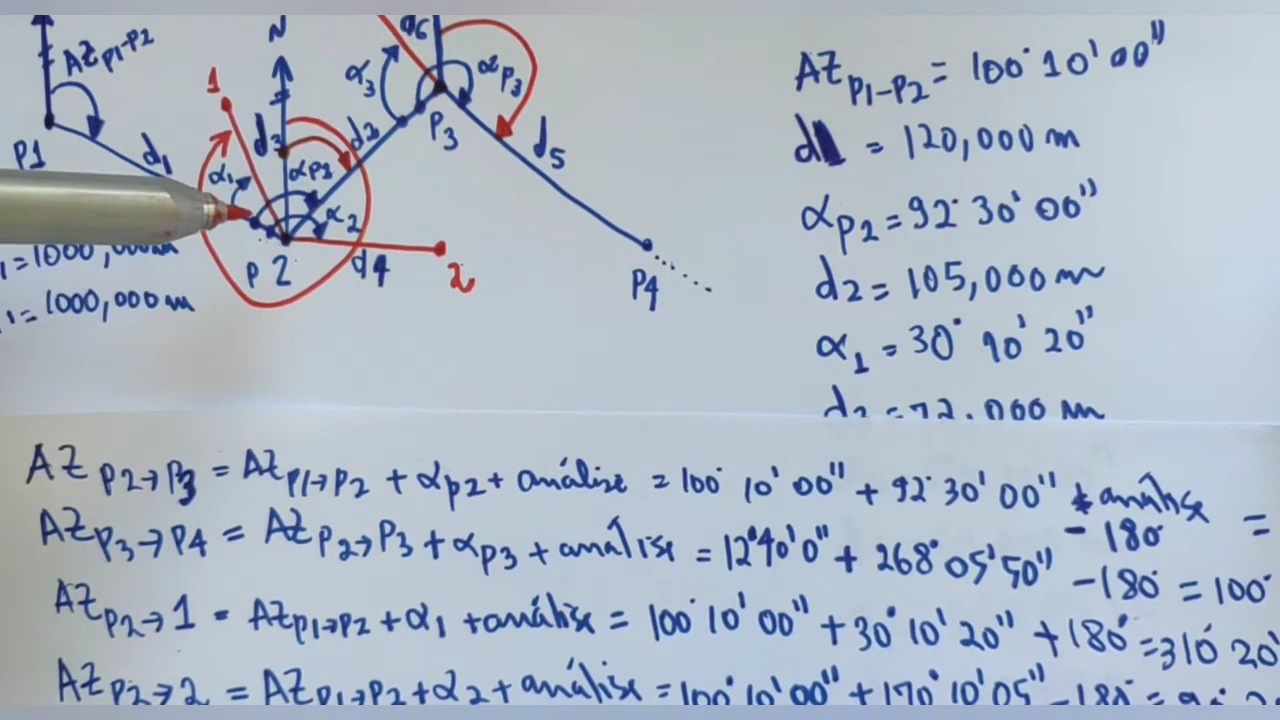 N
AZ P1-P2
α6
1
α3
αP3
P1
d1
d3
d2
P3
d5
α1
αP2
α2
P2
d4
2
P4
1=1000,000m
1=1000,000m
AZ P1-P2 = 100° 10' 00"
d1 = 120,000 m
αP2 = 92° 30' 00"
d2 = 105,000 m
α1 = 30° 10' 20"
AZ P2→P3 = AZ P1→P2 + αP2 + análise = 100° 10' 00" + 92° 30' 00" + análise
- 180° =
AZ P3→P4 = AZ P2→P3 + αP3 + análise = 12° 40' 0" + 268° 05' 50" - 180° = 100°
AZ P2→1 = AZ P1→P2 + α1 + análise = 100° 10' 00" + 30° 10' 20" + 180° = 310° 20'
AZ P2→2 = AZ P1→P2 + α2 + análise = 100° 10' 00" + 170° 10' 05" - 180° =